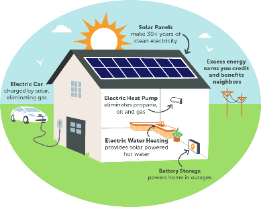 Solar Panels
make 30+ years of
clean electricity
Excess energy
earns you credit
and benefits
neighbors
Electric Car
charged by solar,
eliminating gas
Electric Heat Pump
eliminates propane,
oil and gas
Electric Water Heating
provides solar powered
hot water
Battery Storage
powers home in outages